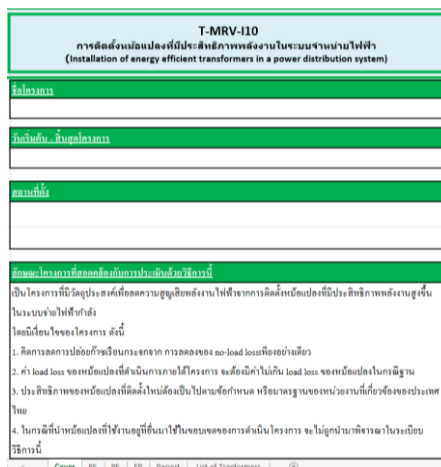 T-MRV-I10
การติดตั้งหม้อแปลงที่มีประสิทธิภาพพลังงานในระบบจำหน่ายไฟฟ้า
(Installation of energy efficient transformers in a power distribution system)
ชื่อโครงการ
วันเริ่มต้น - สิ้นสุดโครงการ
สถานที่ตั้ง
ลักษณะโครงการที่สอดคล้องกับการประเมินด้วยวิธีการนี้
เป็นโครงการที่มีวัตถุประสงค์เพื่อลดความสูญเสียพลังงานไฟฟ้าจากการติดตั้งหม้อแปลงที่มีประสิทธิภาพพลังงานสูงขึ้น
ในระบบจ่ายไฟฟ้ากำลัง
โดยมีเงื่อนไขของโครงการ ดังนี้
1. คิดการลดการปล่อยก๊าซเรือนกระจกจาก การลดลงของ no-load lossเพียงอย่างเดียว
2. ค่า load loss ของหม้อแปลงที่ดำเนินการภายใต้โครงการ จะต้องมีค่าไม่เกิน load loss ของหม้อแปลงในกรณีฐาน
3. ประสิทธิภาพของหม้อแปลงที่ติดตั้งใหม่ต้องเป็นไปตามข้อกำหนด หรือมาตรฐานของหน่วยงานที่เกี่ยวข้องของประเทศ
ไทย
4. ในกรณีที่นำหม้อแปลงที่ใช้งานอยู่ที่อื่นมาใช้ในขอบเขตของการดำเนินโครงการ จะไม่ถูกนำมาพิจารณาในระเบียบ
วิธีการนี้
Cover BE PE ER Report List of Tranformers